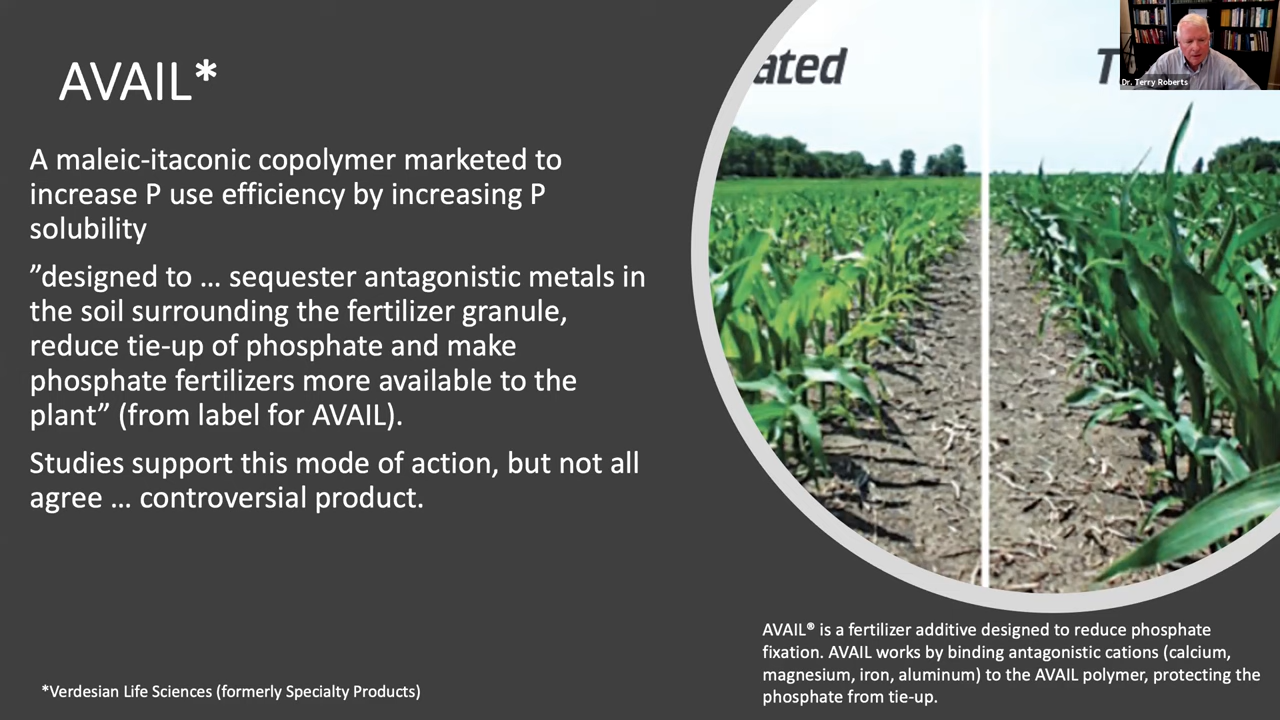 AVAIL*
A maleic-itaconic copolymer marketed to
increase P use efficiency by increasing P
solubility
”designed to … sequester antagonistic metals in
the soil surrounding the fertilizer granule,
reduce tie-up of phosphate and make
phosphate fertilizers more available to the
plant” (from label for AVAIL).
Studies support this mode of action, but not all
agree … controversial product.
*Verdesian Life Sciences (formerly Specialty Products)
ated
T
Dr. Terry Roberts
AVAIL® is a fertilizer additive designed to reduce phosphate
fixation. AVAIL works by binding antagonistic cations (calcium,
magnesium, iron, aluminum) to the AVAIL polymer, protecting the
phosphate from tie-up.